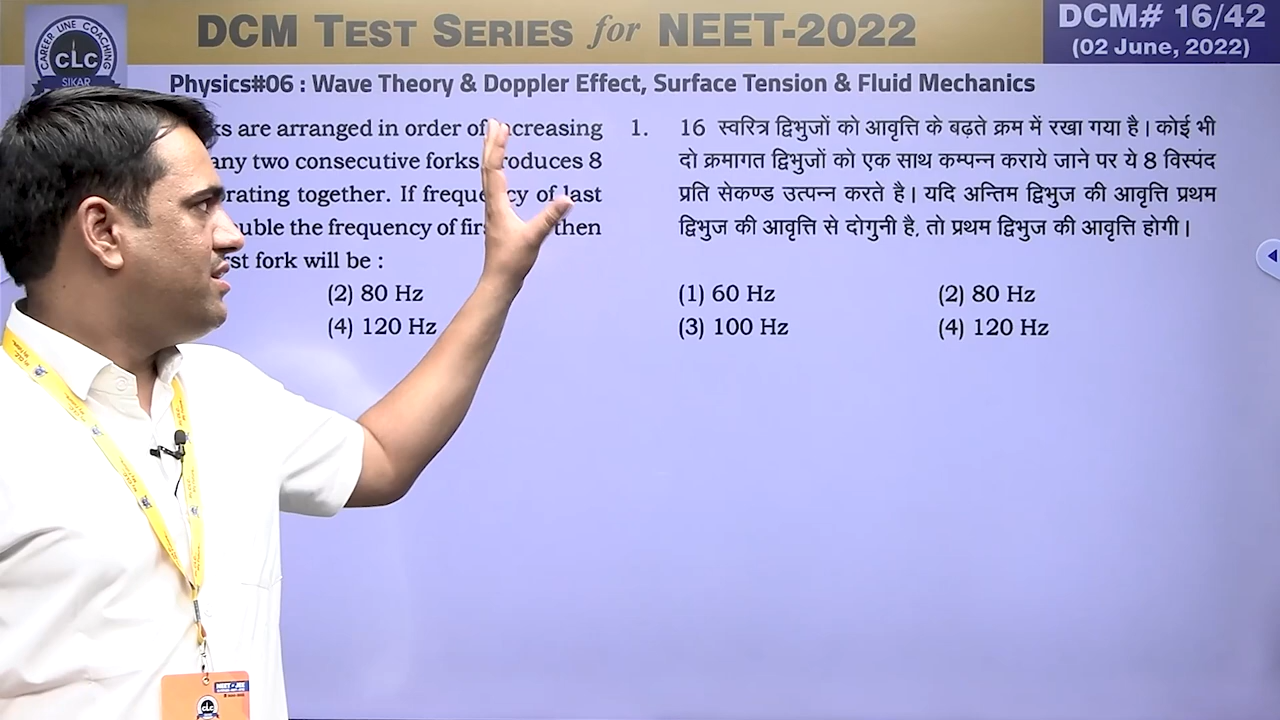 DCM TEST SERIES for NEET-2022
DCM# 16/42
(02 June, 2022)
CAREER LINE COACHING
CLC
SIKAR
Physics#06 : Wave Theory & Doppler Effect, Surface Tension & Fluid Mechanics
are arranged in order of
any two consecutive forks 8
together. If of last
the frequency of then
fork will be :
(2) 80 Hz
(4) 120 Hz
1. 16 स्वरित्र द्विभुजों को आवृत्ति के बढ़ते क्रम में रखा गया है। कोई भी
दो क्रमागत द्विभुजों को एक साथ कम्पन्न कराये जाने पर ये 8 विस्पंद
प्रति सेकण्ड उत्पन्न करते है। यदि अन्तिम द्विभुज की आवृत्ति प्रथम
द्विभुज की आवृत्ति से दोगुनी है, तो प्रथम द्विभुज की आवृत्ति होगी।
(1) 60 Hz (2) 80 Hz
(3) 100 Hz (4) 120 Hz